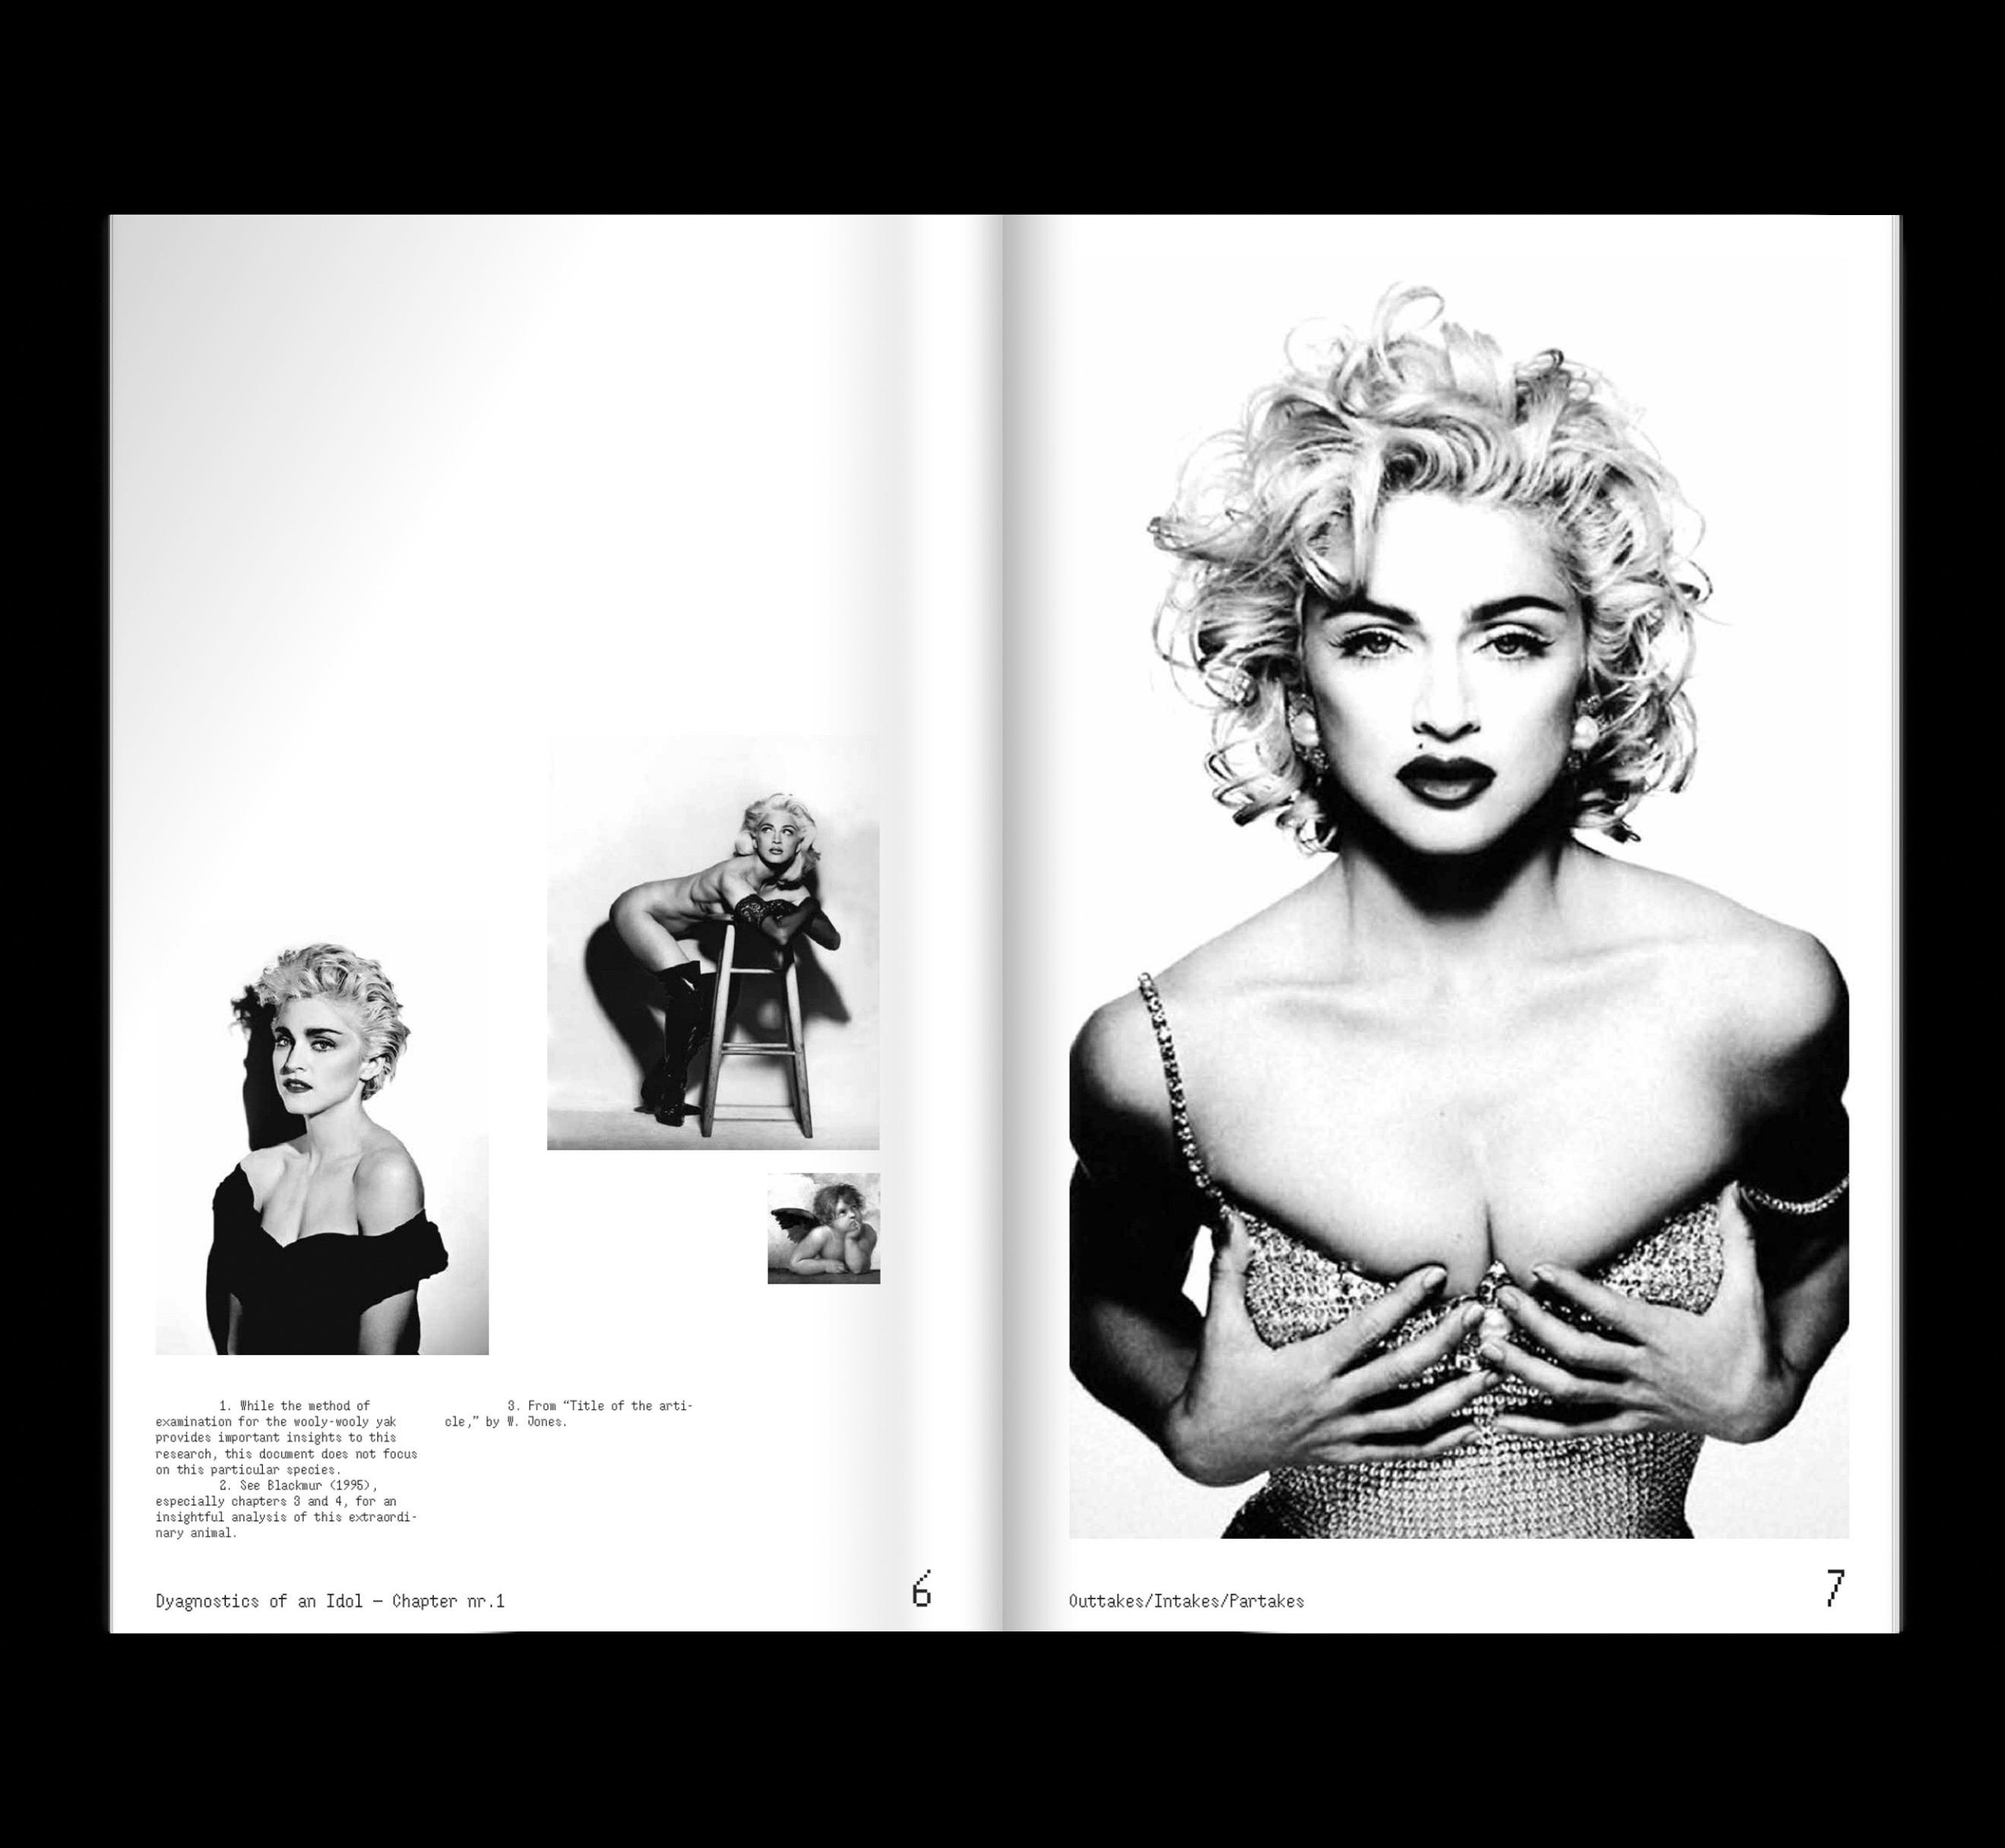 1. While the method of
examination for the wooly-wooly yak
provides important insights to this
research, this document does not focus
on this particular species.
2. See Blackmur (1995),
especially chapters 3 and 4, for an
insightful analysis of this extraordi-
nary animal.
3. From “Title of the arti-
cle,” by W. Jones.
Dyagnostics of an Idol — Chapter nr.1
6
Outtakes/Intakes/Partakes
7